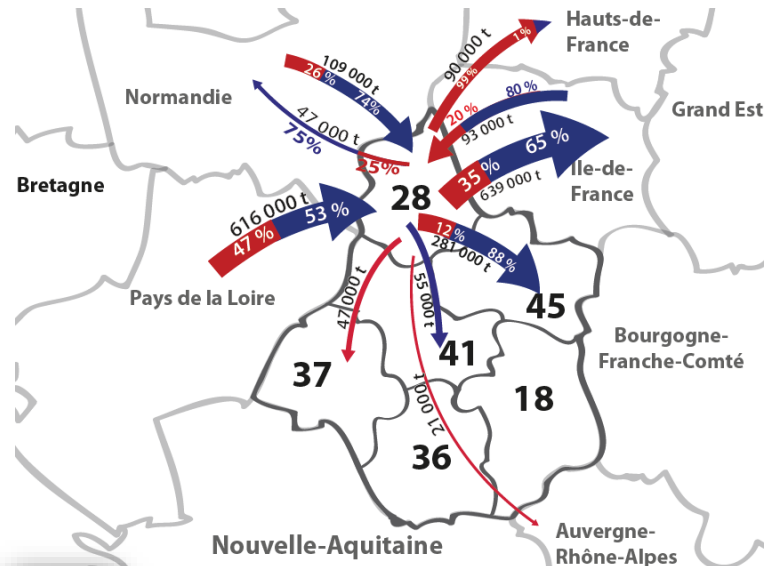 Hauts-de-
France
90 000 t
99%
1%
109 000 t
26 %
74%
Normandie
47 000 t
75%
25%
80 %
20 %
93 000 t
Grand Est
65 %
35 %
639 000 t
Ile-de-
France
Bretagne
28
616 000 t
53 %
47 %
12 %
88 %
281 000 t
Pays de la Loire
47 000 t
55 000 t
45
Bourgogne-
Franche-Comté
41
37
18
21 000 t
36
Nouvelle-Aquitaine
Auvergne-
Rhône-Alpes